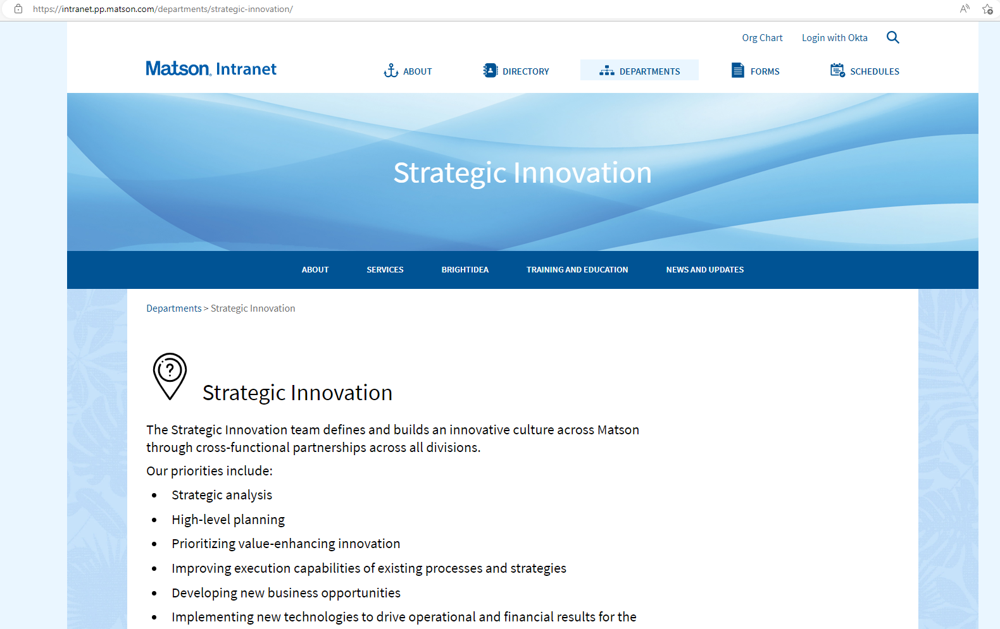 https://intranet.pp.matson.com/departments/strategic-innovation/
Org Chart Login with Okta
Matson. Intranet ABOUT DIRECTORY DEPARTMENTS FORMS SCHEDULES
Strategic Innovation
ABOUT SERVICES BRIGHTIDEA TRAINING AND EDUCATION NEWS AND UPDATES
Departments > Strategic Innovation
?
Strategic Innovation
The Strategic Innovation team defines and builds an innovative culture across Matson
through cross-functional partnerships across all divisions.
Our priorities include:
• Strategic analysis
• High-level planning
• Prioritizing value-enhancing innovation
• Improving execution capabilities of existing processes and strategies
• Developing new business opportunities
• Implementing new technologies to drive operational and financial results for the